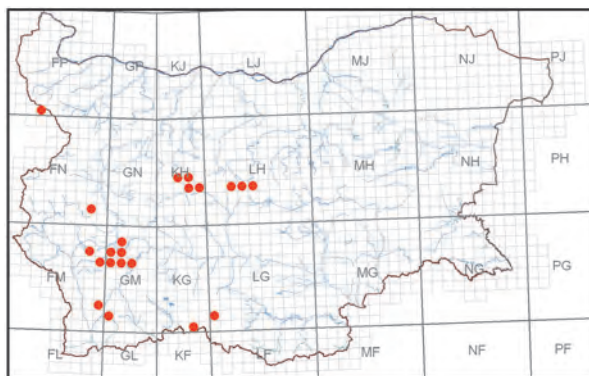 FP GP KJ LJ MJ NJ PJ
FN GN KH LH MH NH PH
FM GM KG LG MG NG PG
FL GL KF LF MF NF PF